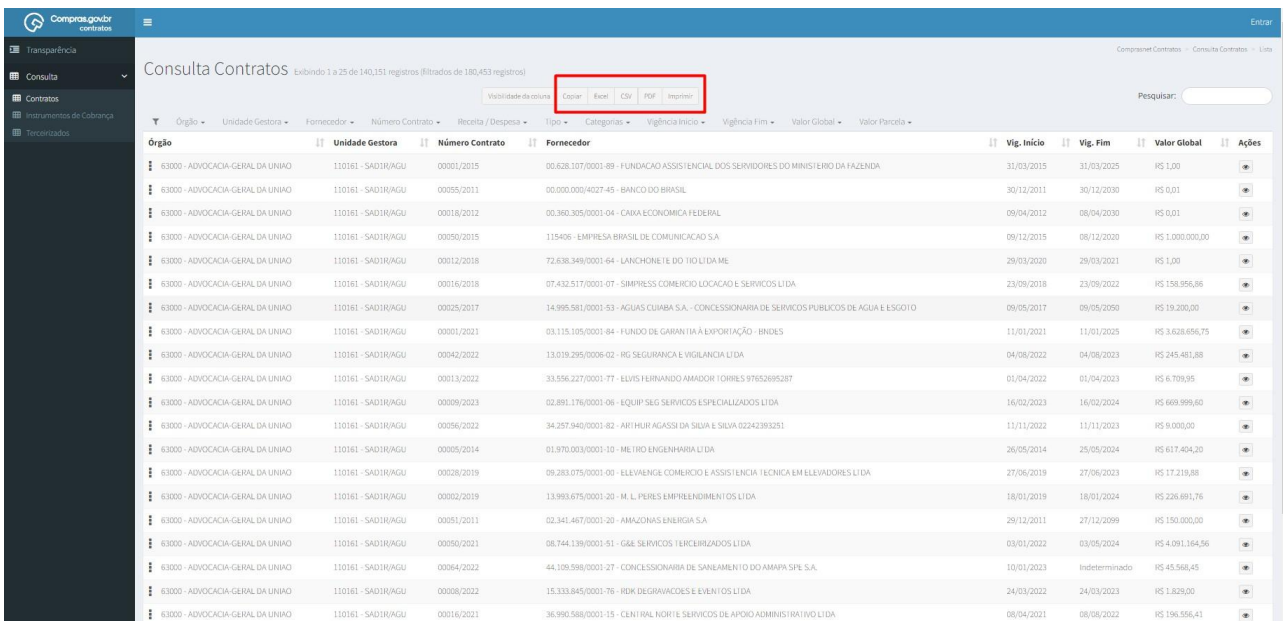 Compras.gov.br
contratos
Entrar
Transparência
Comprasnet Contratos > Consulta Contratos > Lista
Consulta
Consulta Contratos Exibindo 1 a 25 de 140,151 registros (filtrados de 180,453 registros)
Contratos
Visibilidade da coluna Copiar Excel CSV PDF Imprimir Pesquisar:
Instrumentos de Cobrança
Terceirizados
Órgão Unidade Gestora Fornecedor Número Contrato Receita / Despesa Tipo Categorias Vigência Inicio Vigência Fim Valor Global Valor Parcela
Órgão Unidade Gestora Número Contrato Fornecedor Vig. Início Vig. Fim Valor Global Ações
63000 - ADVOCACIA-GERAL DA UNIAO 110161 - SAD1R/AGU 00001/2015 00.628.107/0001-89 - FUNDACAO ASSISTENCIAL DOS SERVIDORES DO MINISTERIO DA FAZENDA 31/03/2015 31/03/2025 R$ 1,00
63000 - ADVOCACIA-GERAL DA UNIAO 110161 - SAD1R/AGU 00055/2011 00.000.000/4027-45 - BANCO DO BRASIL 30/12/2011 30/12/2030 R$ 0,01
63000 - ADVOCACIA-GERAL DA UNIAO 110161 - SAD1R/AGU 00018/2012 00.360.305/0001-04 - CAIXA ECONOMICA FEDERAL 09/04/2012 08/04/2030 R$ 0,01
63000 - ADVOCACIA-GERAL DA UNIAO 110161 - SAD1R/AGU 00050/2015 115406 - EMPRESA BRASIL DE COMUNICACAO S.A 09/12/2015 08/12/2020 R$ 1.000.000,00
63000 - ADVOCACIA-GERAL DA UNIAO 110161 - SAD1R/AGU 00012/2018 72.638.349/0001-64 - LANCHONETE DO TIO LTDA ME 29/03/2020 29/03/2021 R$ 1,00
63000 - ADVOCACIA-GERAL DA UNIAO 110161 - SAD1R/AGU 00016/2018 07.432.517/0001-07 - SIMPRESS COMERCIO LOCACAO E SERVICOS LTDA 23/09/2018 23/09/2022 R$ 158.956,86
63000 - ADVOCACIA-GERAL DA UNIAO 110161 - SAD1R/AGU 00025/2017 14.995.581/0001-53 - AGUAS CUIABA S.A. - CONCESSIONARIA DE SERVICOS PUBLICOS DE AGUA E ESGOTO 09/05/2017 09/05/2050 R$ 19.200,00
63000 - ADVOCACIA-GERAL DA UNIAO 110161 - SAD1R/AGU 00001/2021 03.115.105/0001-84 - FUNDO DE GARANTIA À EXPORTAÇÃO - BNDES 11/01/2021 11/01/2025 R$ 3.628.656,75
63000 - ADVOCACIA-GERAL DA UNIAO 110161 - SAD1R/AGU 00042/2022 13.019.295/0006-02 - RG SEGURANCA E VIGILANCIA LTDA 04/08/2022 04/08/2023 R$ 245.481,88
63000 - ADVOCACIA-GERAL DA UNIAO 110161 - SAD1R/AGU 00013/2022 33.556.227/0001-77 - ELVIS FERNANDO AMADOR TORRES 97652695287 01/04/2022 01/04/2023 R$ 6.709,95
63000 - ADVOCACIA-GERAL DA UNIAO 110161 - SAD1R/AGU 00009/2023 02.891.176/0001-06 - EQUIP SEG SERVICOS ESPECIALIZADOS LTDA 16/02/2023 16/02/2024 R$ 669.999,60
63000 - ADVOCACIA-GERAL DA UNIAO 110161 - SAD1R/AGU 00056/2022 34.257.940/0001-82 - ARTHUR AGASSI DA SILVA E SILVA 02242393251 11/11/2022 11/11/2023 R$ 9.000,00
63000 - ADVOCACIA-GERAL DA UNIAO 110161 - SAD1R/AGU 00005/2014 01.970.003/0001-10 - METRO ENGENHARIA LTDA 26/05/2014 25/05/2024 R$ 617.404,20
63000 - ADVOCACIA-GERAL DA UNIAO 110161 - SAD1R/AGU 00028/2019 09.283.075/0001-00 - ELEVAENGE COMERCIO E ASSISTENCIA TECNICA EM ELEVADORES LTDA 27/06/2019 27/06/2023 R$ 17.219,88
63000 - ADVOCACIA-GERAL DA UNIAO 110161 - SAD1R/AGU 00002/2019 13.993.675/0001-20 - M. L. PERES EMPREENDIMENTOS LTDA 18/01/2019 18/01/2024 R$ 226.691,76
63000 - ADVOCACIA-GERAL DA UNIAO 110161 - SAD1R/AGU 00051/2011 02.341.467/0001-20 - AMAZONAS ENERGIA S.A 29/12/2011 27/12/2099 R$ 150.000,00
63000 - ADVOCACIA-GERAL DA UNIAO 110161 - SAD1R/AGU 00050/2021 08.744.139/0001-51 - G&E SERVICOS TERCEIRIZADOS LTDA 03/01/2022 03/05/2024 R$ 4.091.164,56
63000 - ADVOCACIA-GERAL DA UNIAO 110161 - SAD1R/AGU 00064/2022 44.109.598/0001-27 - CONCESSIONARIA DE SANEAMENTO DO AMAPA SPE S.A. 10/01/2023 Indeterminado R$ 45.568,45
63000 - ADVOCACIA-GERAL DA UNIAO 110161 - SAD1R/AGU 00008/2022 15.333.845/0001-76 - RDK DEGRAVACOES E EVENTOS LTDA 24/03/2022 24/03/2023 R$ 1.829,00
63000 - ADVOCACIA-GERAL DA UNIAO 110161 - SAD1R/AGU 00016/2021 36.990.588/0001-15 - CENTRAL NORTE SERVICOS DE APOIO ADMINISTRATIVO LTDA 08/04/2021 08/08/2022 R$ 196.556,41